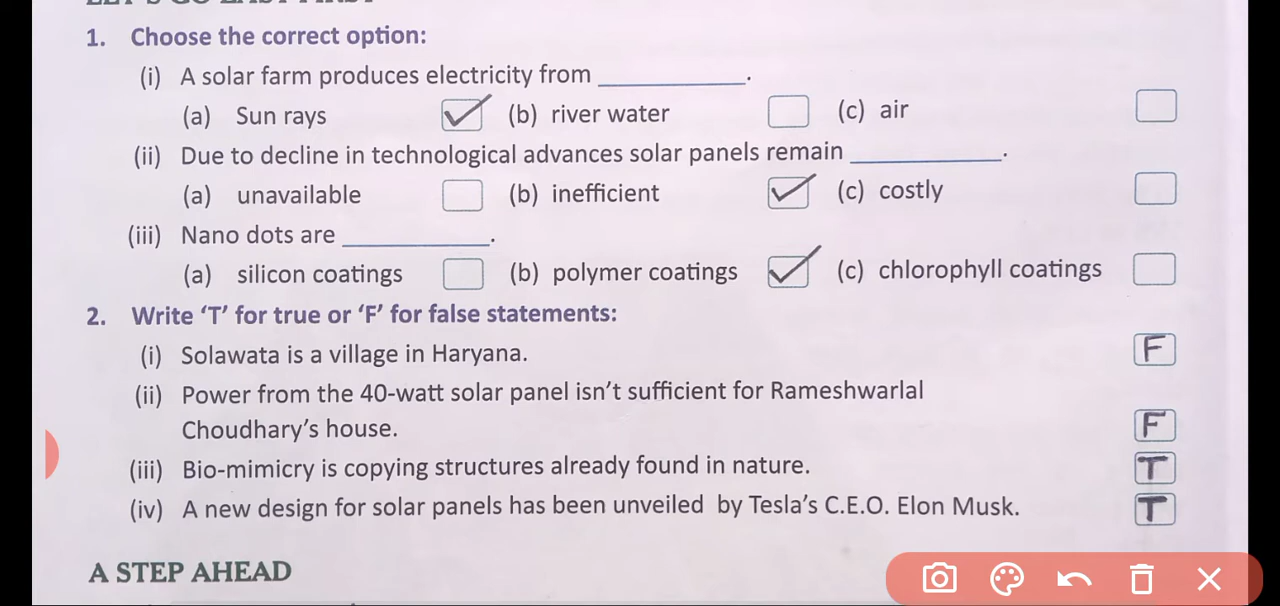 1. Choose the correct option:
(i) A solar farm produces electricity from ____________.
(a) Sun rays ✓ (b) river water (c) air
(ii) Due to decline in technological advances solar panels remain ____________.
(a) unavailable (b) inefficient ✓ (c) costly
(iii) Nano dots are ____________.
(a) silicon coatings (b) polymer coatings ✓ (c) chlorophyll coatings
2. Write ‘T’ for true or ‘F’ for false statements:
(i) Solawata is a village in Haryana. F
(ii) Power from the 40-watt solar panel isn’t sufficient for Rameshwarlal
Choudhary’s house. F
(iii) Bio-mimicry is copying structures already found in nature. T
(iv) A new design for solar panels has been unveiled by Tesla’s C.E.O. Elon Musk. T
A STEP AHEAD